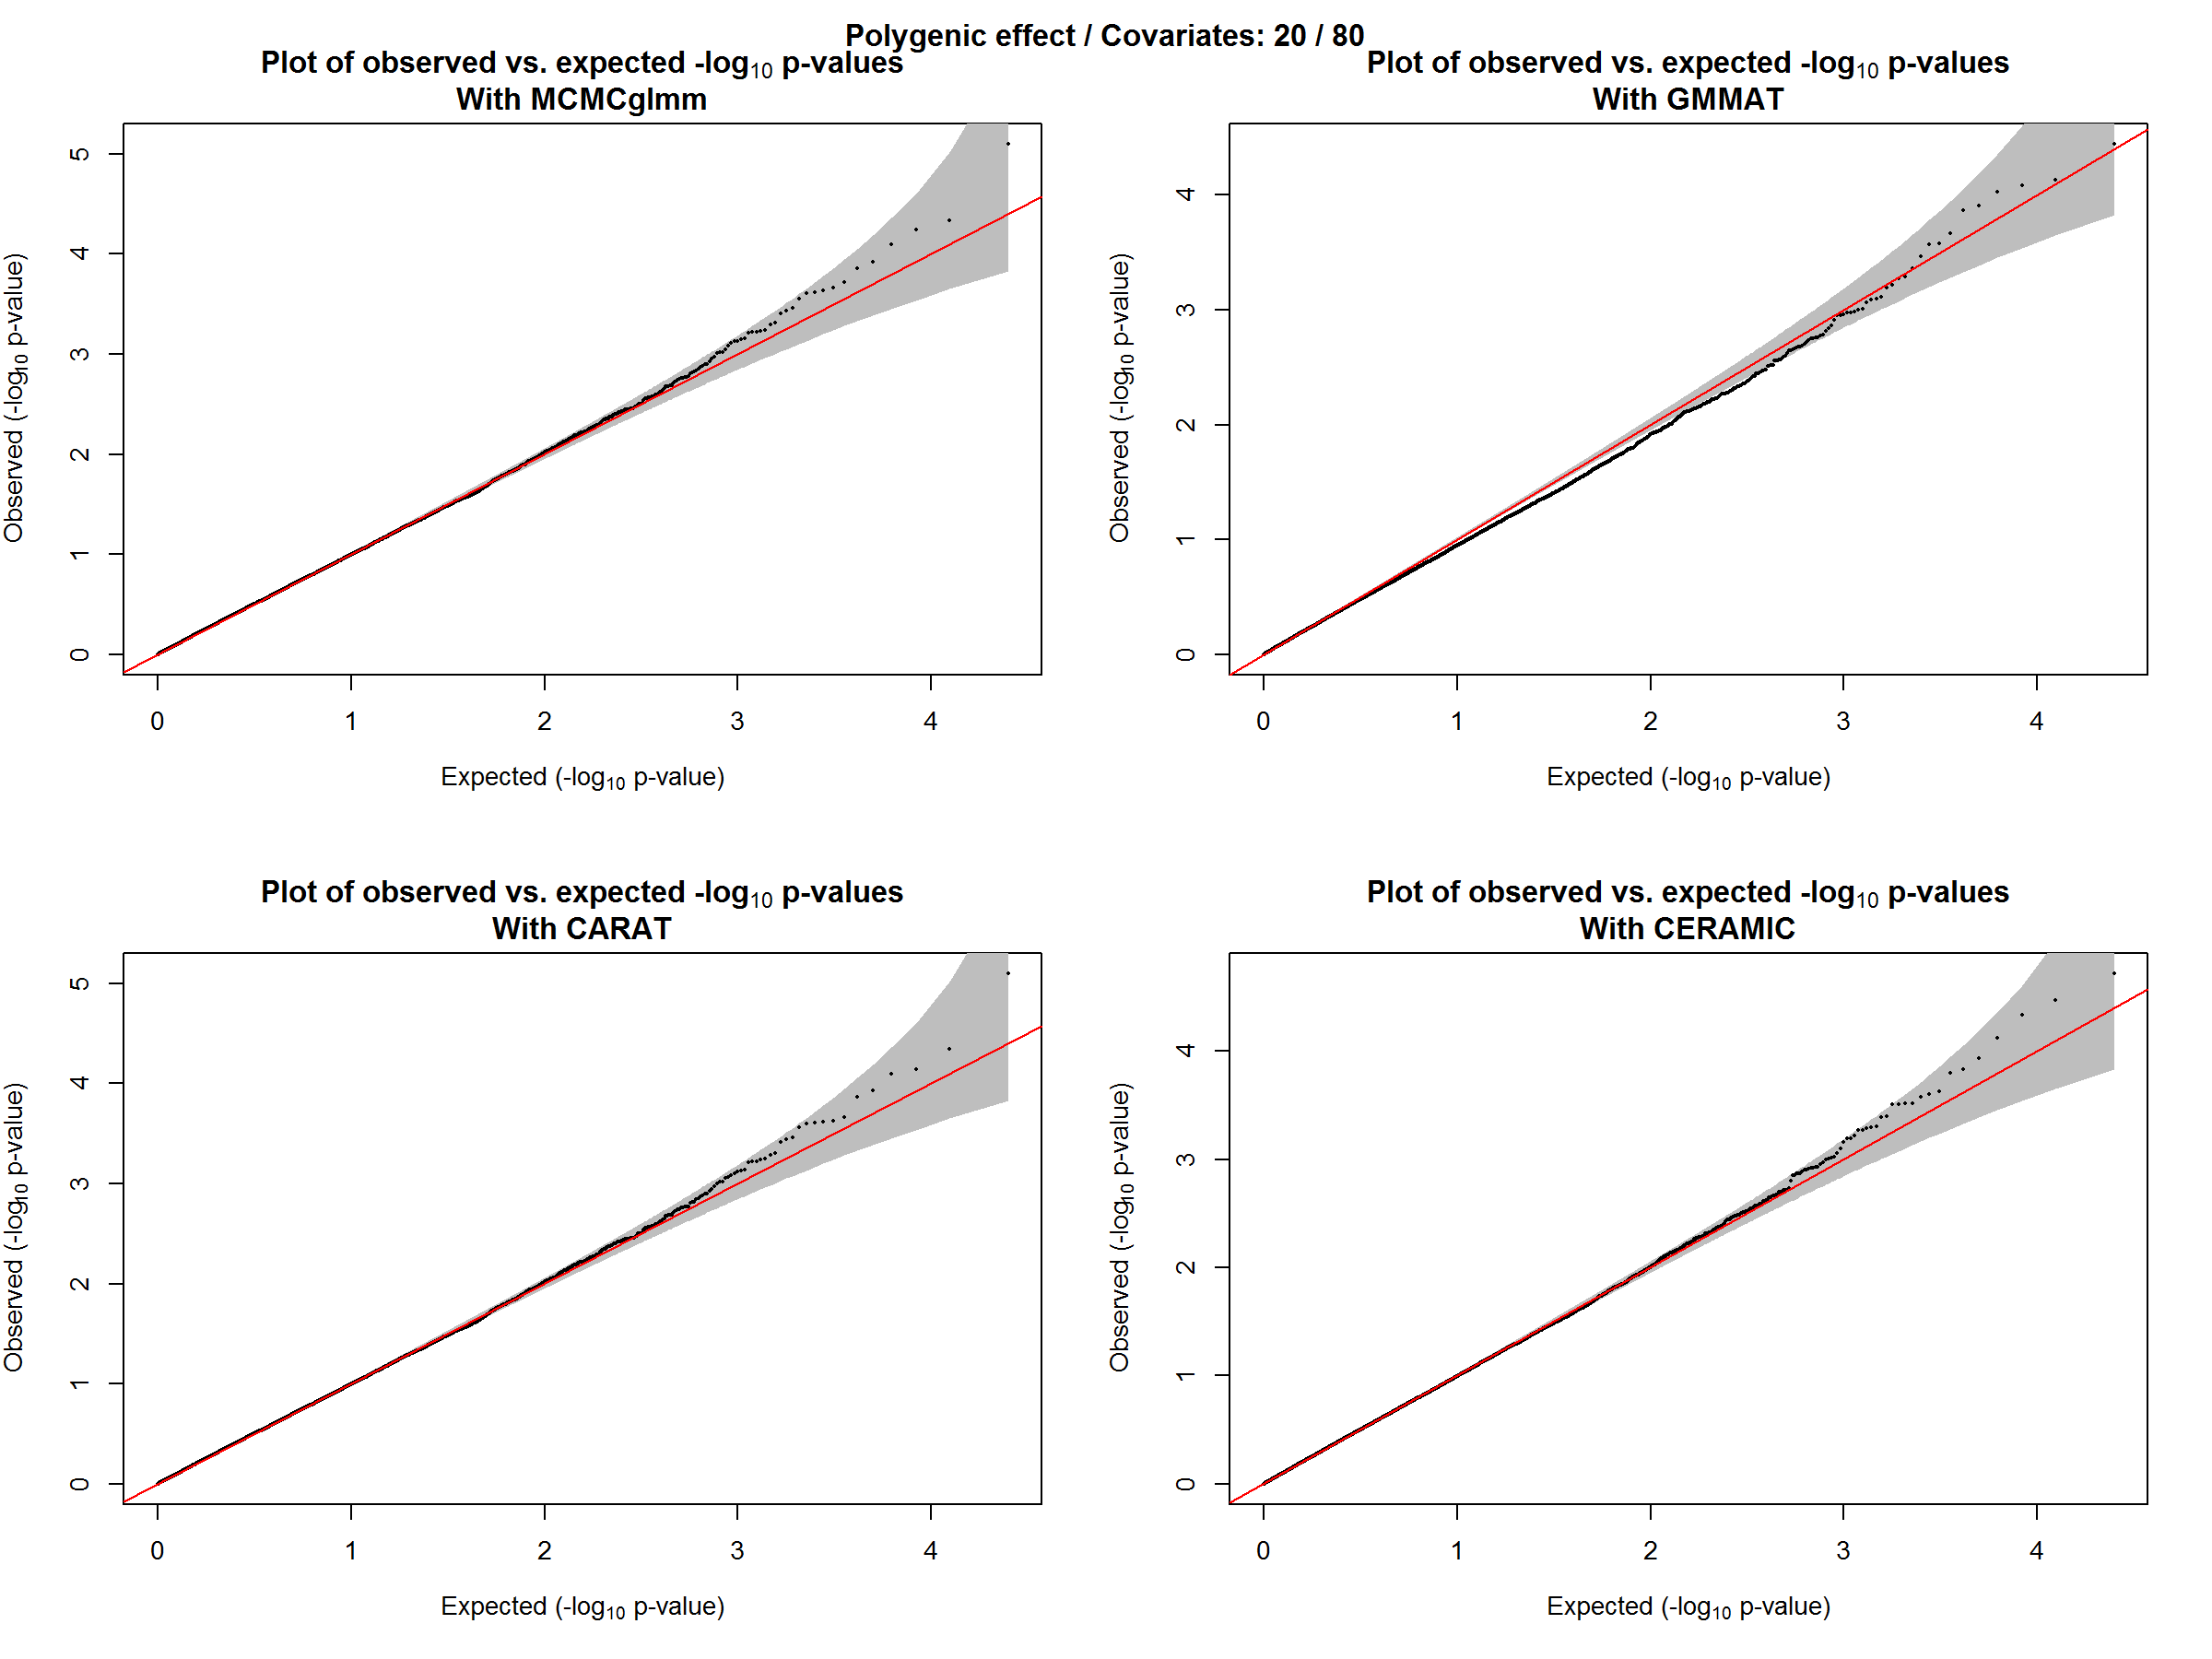 Polygenic effect / Covariates: 20 / 80
Plot of observed vs. expected -log10 p-values
With MCMCglmm
Observed (-log10 p-value)
5
4
3
2
1
0
0 1 2 3 4
Expected (-log10 p-value)
Plot of observed vs. expected -log10 p-values
With GMMAT
Observed (-log10 p-value)
4
3
2
1
0
0 1 2 3 4
Expected (-log10 p-value)
Plot of observed vs. expected -log10 p-values
With CARAT
Observed (-log10 p-value)
5
4
3
2
1
0
0 1 2 3 4
Expected (-log10 p-value)
Plot of observed vs. expected -log10 p-values
With CERAMIC
Observed (-log10 p-value)
4
3
2
1
0
0 1 2 3 4
Expected (-log10 p-value)